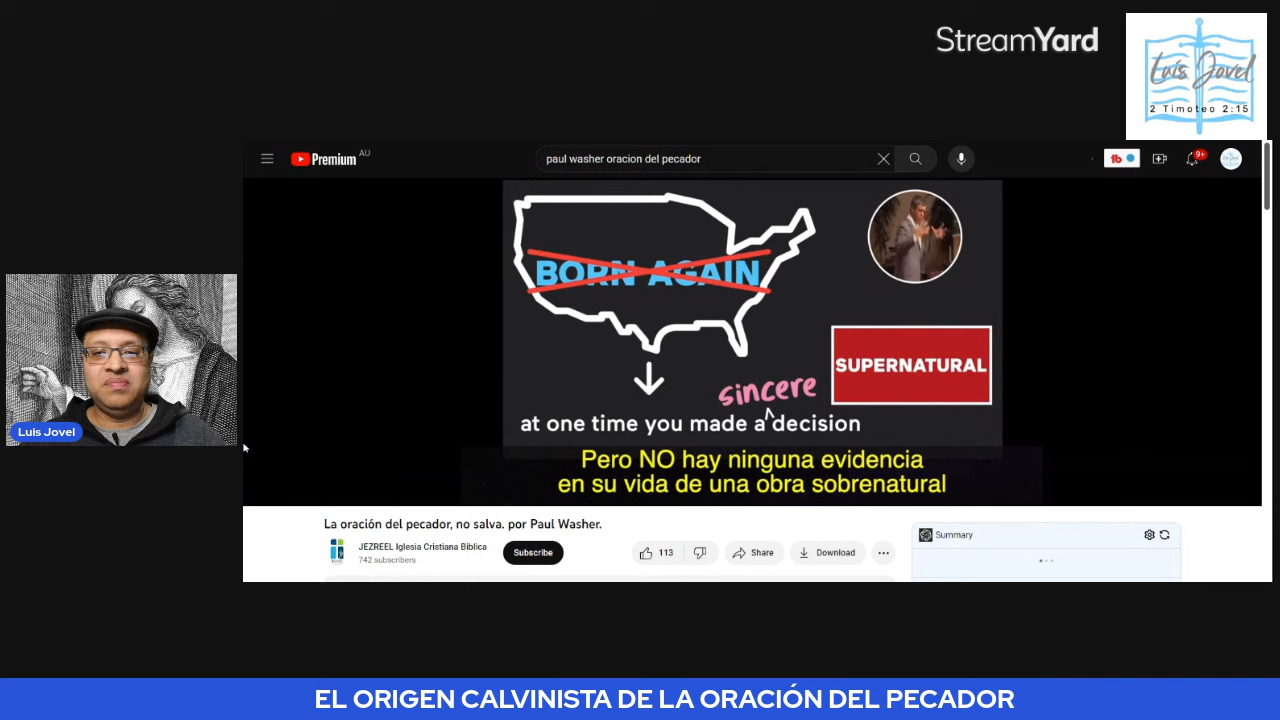 StreamYard
Luis Jovel
2 Timoteo 2:15
Premium AU
paul washer oracion del pecador
9+
BORN AGAIN
SUPERNATURAL
sincere
at one time you made a decision
Pero NO hay ninguna evidencia
en su vida de una obra sobrenatural
Luis Jovel
La oración del pecador, no salva. por Paul Washer.
JEZREEL Iglesia Cristiana Biblica
742 subscribers
Subscribe
113
Share
Download
Summary
EL ORIGEN CALVINISTA DE LA ORACIÓN DEL PECADOR